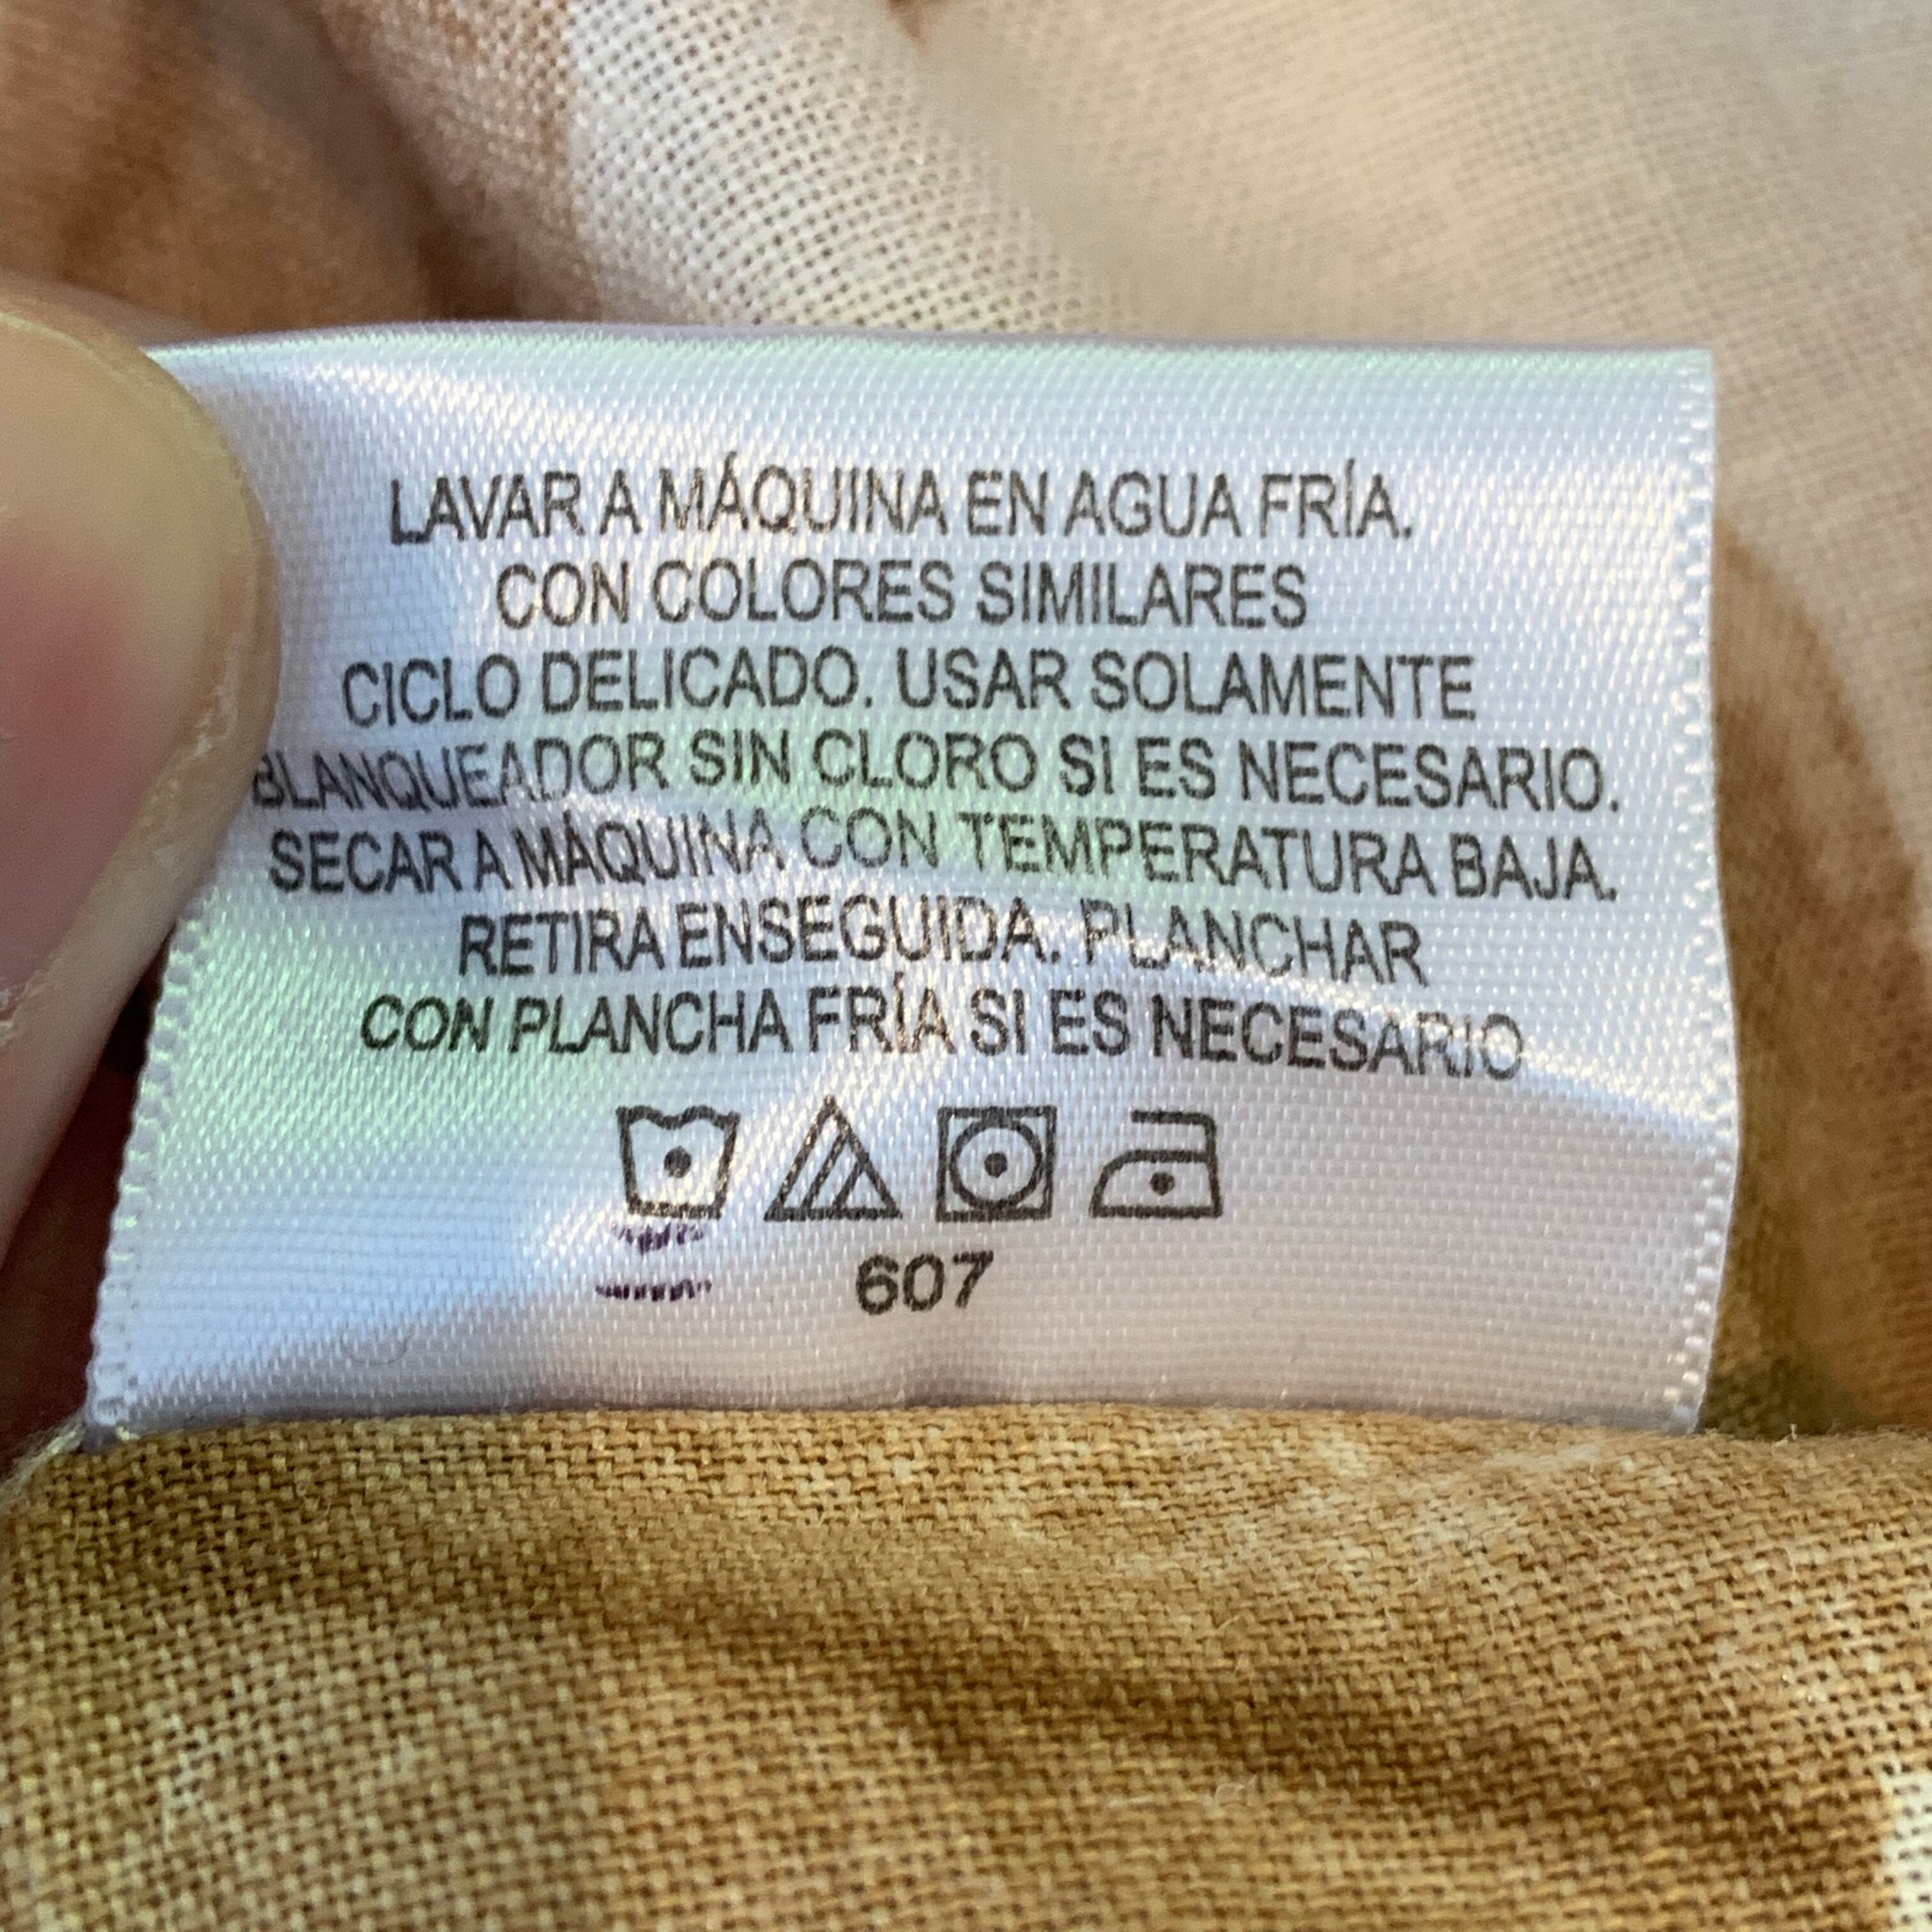 LAVAR A MÁQUINA EN AGUA FRÍA.
CON COLORES SIMILARES
CICLO DELICADO. USAR SOLAMENTE
BLANQUEADOR SIN CLORO SI ES NECESARIO.
SECAR A MÁQUINA CON TEMPERATURA BAJA.
RETIRA ENSEGUIDA. PLANCHAR
CON PLANCHA FRÍA SI ES NECESARIO
607